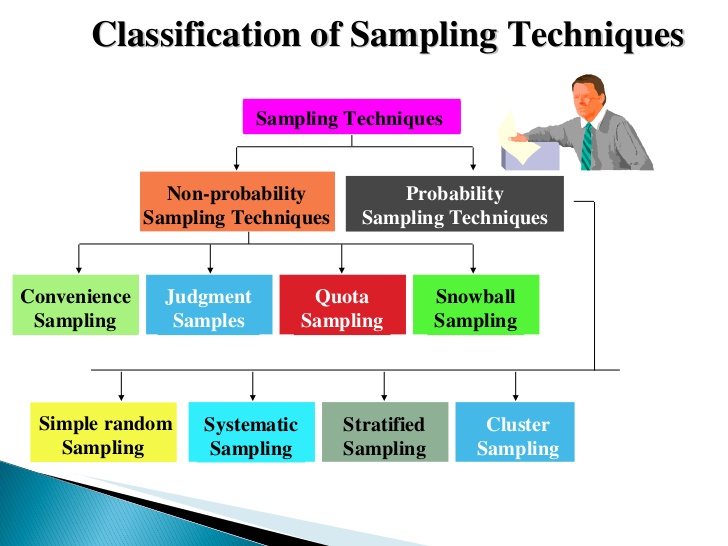 Classification of Sampling Techniques
Sampling Techniques
Non-probability
Sampling Techniques
Probability
Sampling Techniques
Convenience
Sampling
Judgment
Samples
Quota
Sampling
Snowball
Sampling
Simple random
Sampling
Systematic
Sampling
Stratified
Sampling
Cluster
Sampling